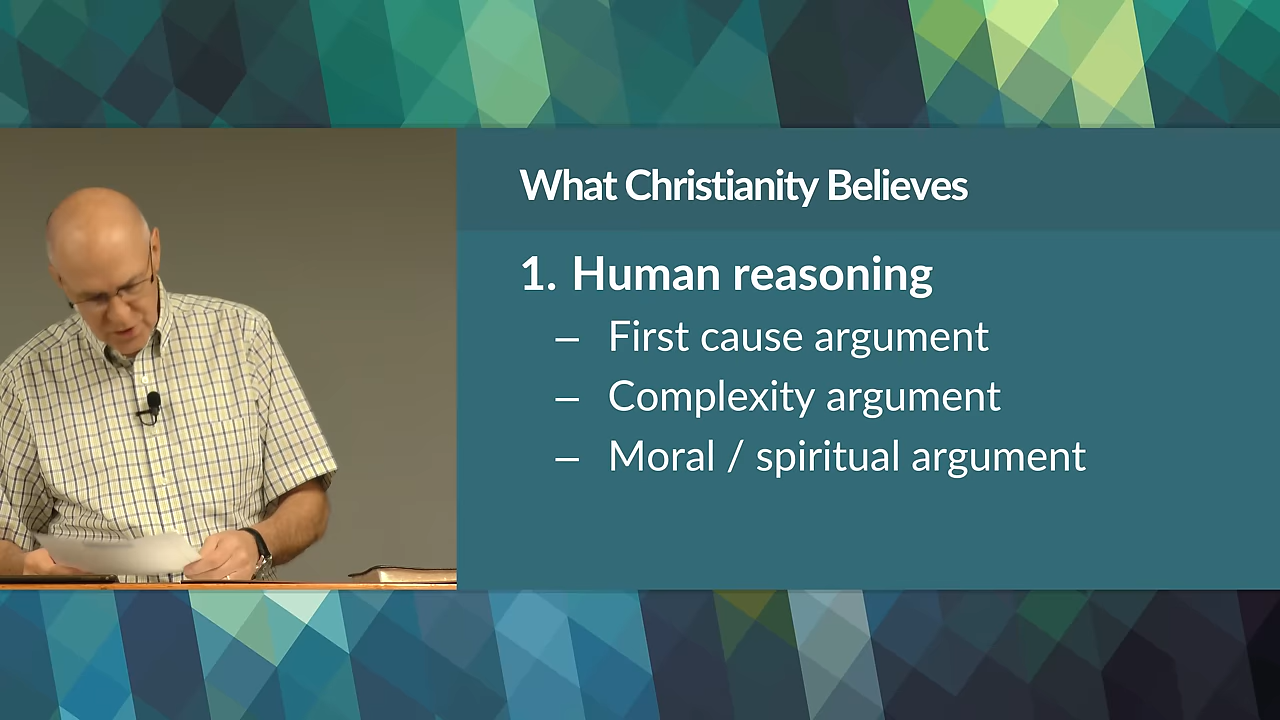 What Christianity Believes
1. Human reasoning
– First cause argument
– Complexity argument
– Moral / spiritual argument